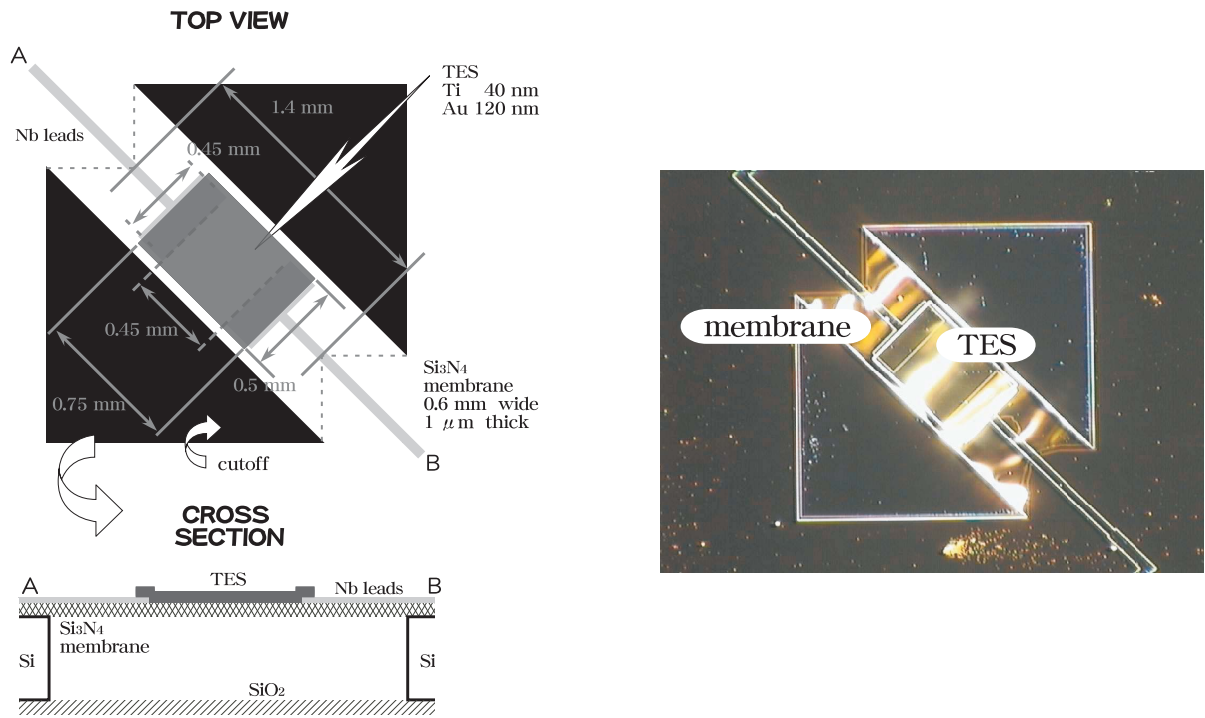 TOP VIEW
A
TES
Ti 40 nm
Au 120 nm
1.4 mm
Nb leads
0.45 mm
0.45 mm
0.5 mm
0.75 mm
Si3N4
membrane
0.6 mm wide
1 μm thick
cutoff
B
CROSS
SECTION
A
TES
Nb leads
B
Si3N4
membrane
Si
Si
SiO2
membrane
TES